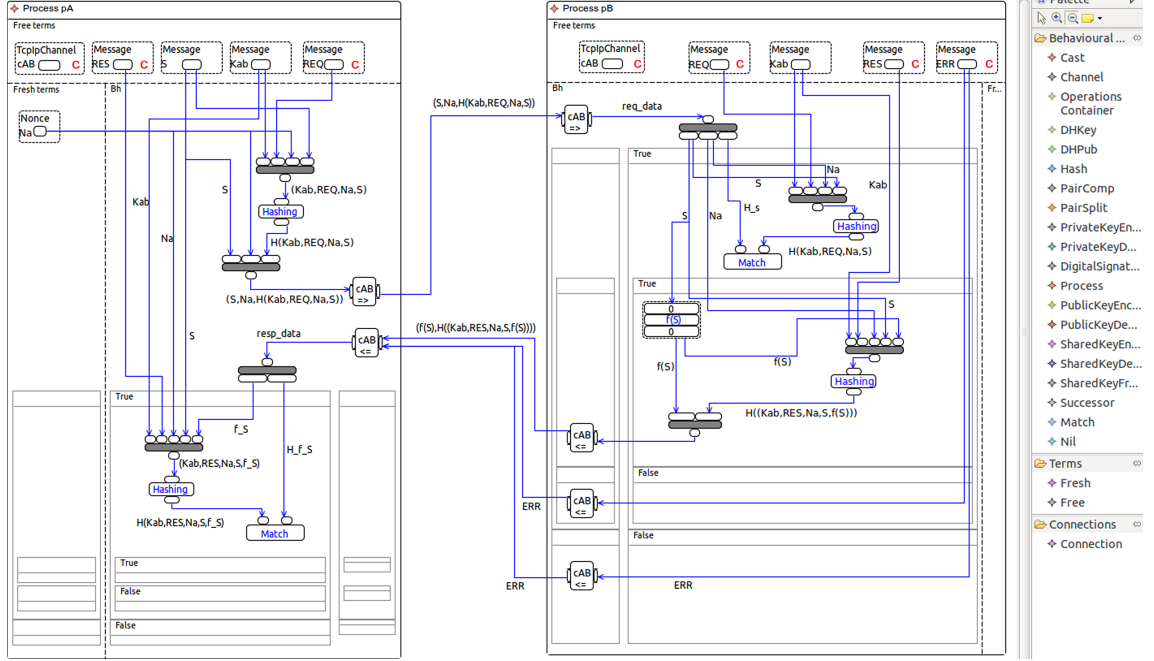 Process pA
Free terms
TcpIpChannel
cAB
C
Message
RES
C
Message
S
Message
Kab
Message
REQ
C
Fresh terms
Bh
Nonce
Na
Kab
Na
S
S
(Kab,REQ,Na,S)
Hashing
H(Kab,REQ,Na,S)
(S,Na,H(Kab,REQ,Na,S))
cAB
=>
resp_data
cAB
<=
True
f_S
H_f_S
(Kab,RES,Na,S,f_S)
Hashing
H(Kab,RES,Na,S,f_S)
Match
True
False
False
(S,Na,H(Kab,REQ,Na,S))
(f(S),H((Kab,RES,Na,S,f(S))))
ERR
ERR
Process pB
Free terms
TcpIpChannel
cAB
C
Message
REQ
C
Message
Kab
Message
RES
C
Message
ERR
C
Bh
Fr...
cAB
=>
req_data
True
Na
S
Kab
H_s
S
Na
Hashing
H(Kab,REQ,Na,S)
Match
True
0
f(S)
0
S
f(S)
f(S)
Hashing
H((Kab,RES,Na,S,f(S)))
cAB
<=
False
cAB
<=
False
cAB
<=
ERR
Palette
Behavioural ...
Cast
Channel
Operations
Container
DHKey
DHPub
Hash
PairComp
PairSplit
PrivateKeyEn...
PrivateKeyD...
DigitalSignat...
Process
PublicKeyEnc...
PublicKeyDe...
SharedKeyEn...
SharedKeyDe...
SharedKeyFr...
Successor
Match
Nil
Terms
Fresh
Free
Connections
Connection